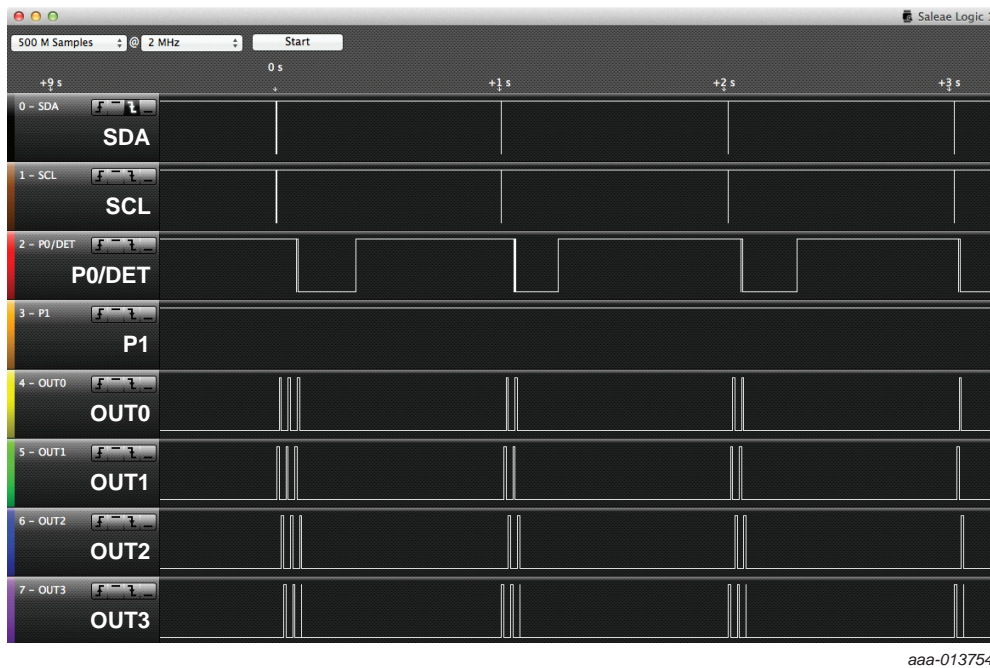 Saleae Logic
500 M Samples @ 2 MHz Start
0 s
+9 s +1 s +2 s +3 s
0 – SDA
SDA
1 – SCL
SCL
2 – P0/DET
P0/DET
3 – P1
P1
4 – OUT0
OUT0
5 – OUT1
OUT1
6 – OUT2
OUT2
7 – OUT3
OUT3
aaa-013754